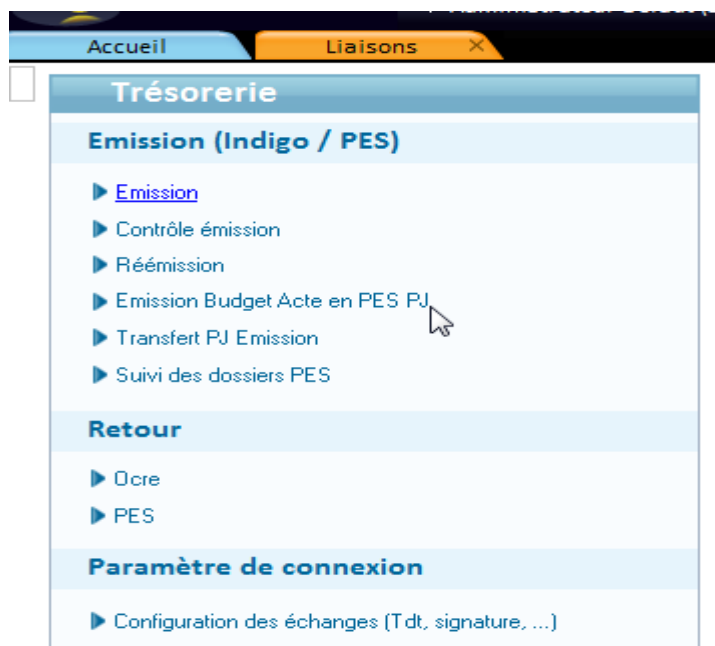 Accueil
Liaisons
Trésorerie
Emission (Indigo / PES)
Emission
Contrôle émission
Réémission
Emission Budget Acte en PES PJ
Transfert PJ Emission
Suivi des dossiers PES
Retour
Ocre
PES
Paramètre de connexion
Configuration des échanges (Tdt, signature, ...)